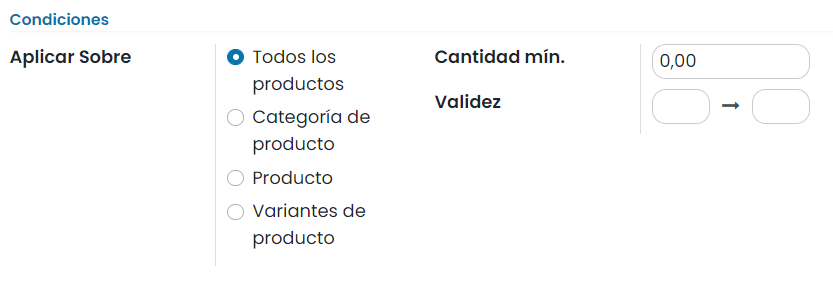 Condiciones
Aplicar Sobre
Todos los
productos
Categoría de
producto
Producto
Variantes de
producto
Cantidad mín.
0,00
Validez
→